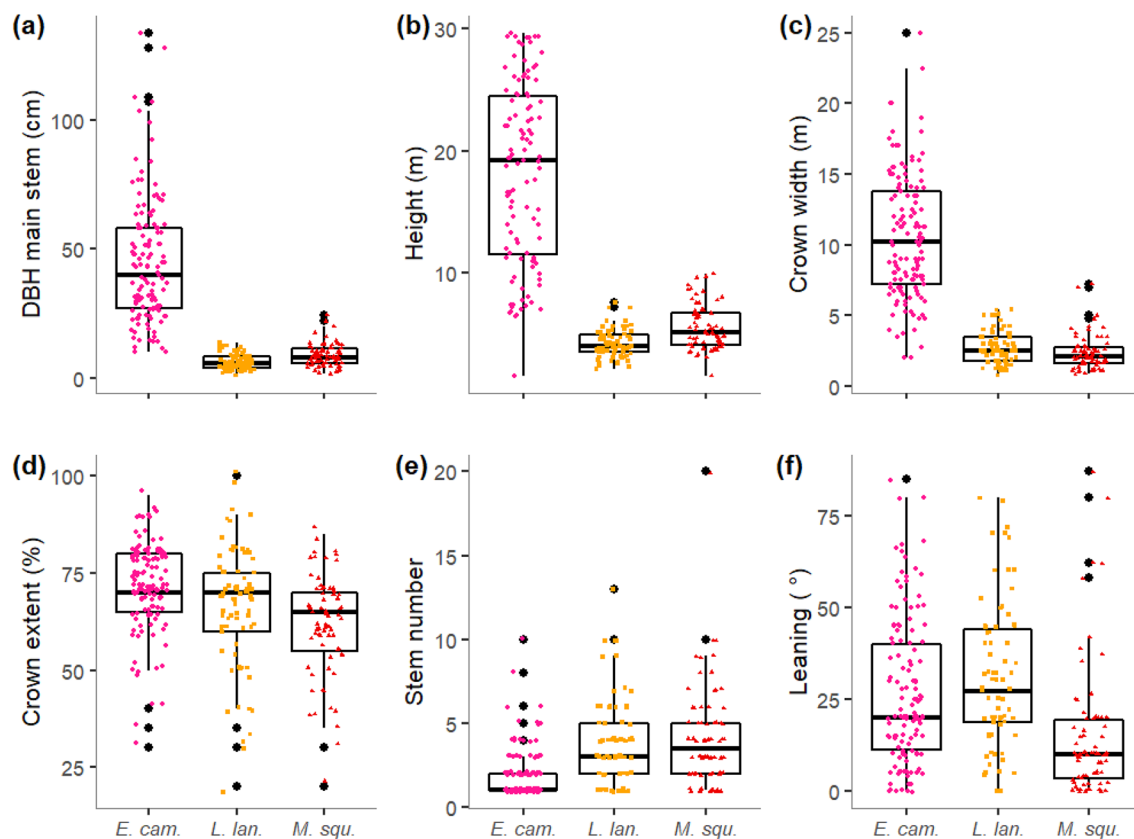 (a)
DBH main stem (cm)
100
50
0
(b)
Height (m)
30
20
10
(c)
Crown width (m)
25
20
15
10
5
0
(d)
Crown extent (%)
100
75
50
25
E. cam. L. lan. M. squ.
(e)
Stem number
20
15
10
5
0
E. cam. L. lan. M. squ.
(f)
Leaning ( °)
75
50
25
0
E. cam. L. lan. M. squ.